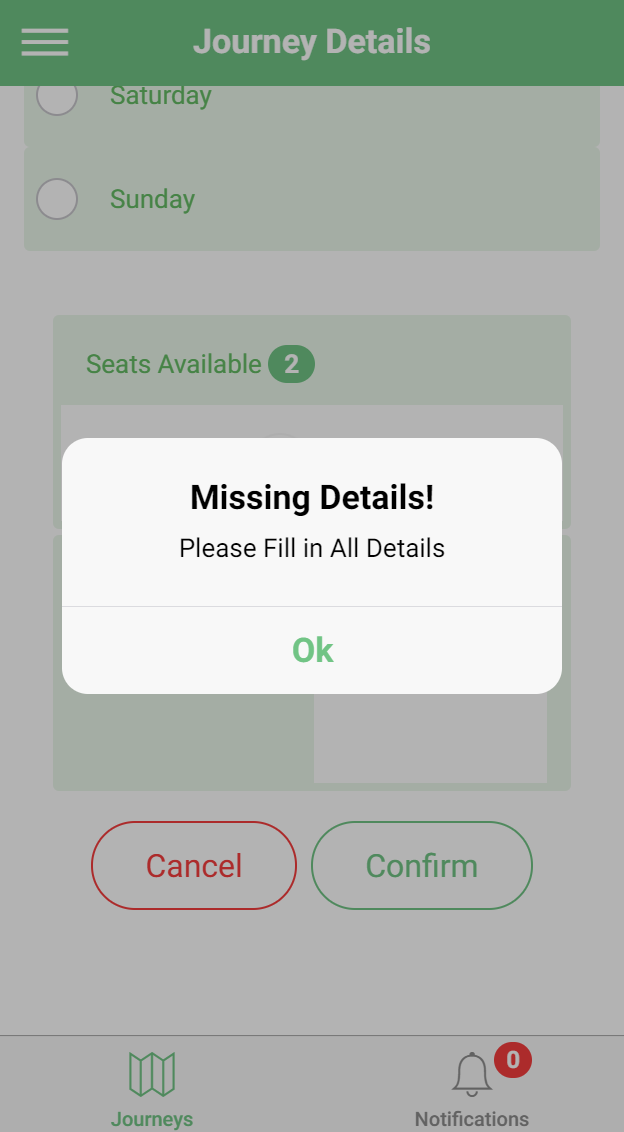 Journey Details
Saturday
Sunday
Seats Available 2
Missing Details!
Please Fill in All Details
Ok
Cancel Confirm
0
Journeys Notifications